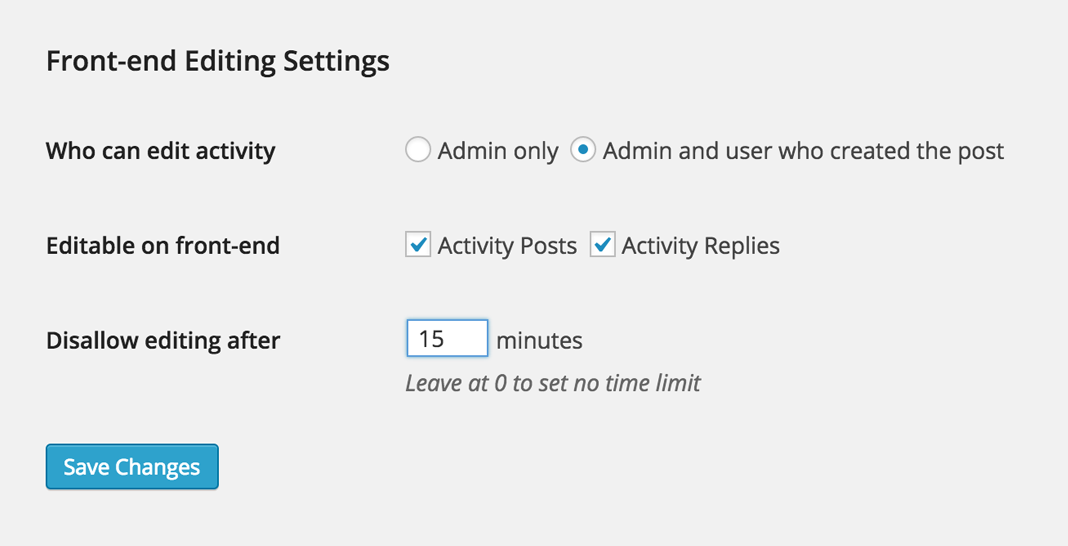 Front-end Editing Settings
Who can edit activity Admin only Admin and user who created the post
Editable on front-end Activity Posts Activity Replies
Disallow editing after 15 minutes
Leave at 0 to set no time limit
Save Changes